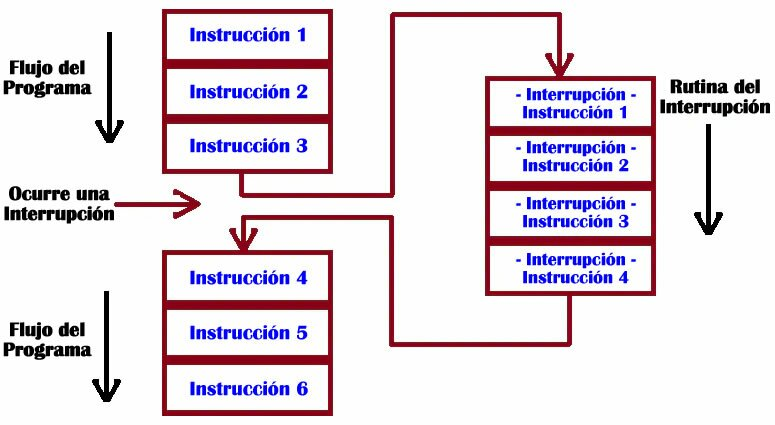 Flujo del
Programa
Instrucción 1
Instrucción 2
Instrucción 3
Ocurre una
Interrupción
- Interrupción -
Instrucción 1
- Interrupción -
Instrucción 2
- Interrupción -
Instrucción 3
- Interrupción -
Instrucción 4
Rutina del
Interrupción
Flujo del
Programa
Instrucción 4
Instrucción 5
Instrucción 6